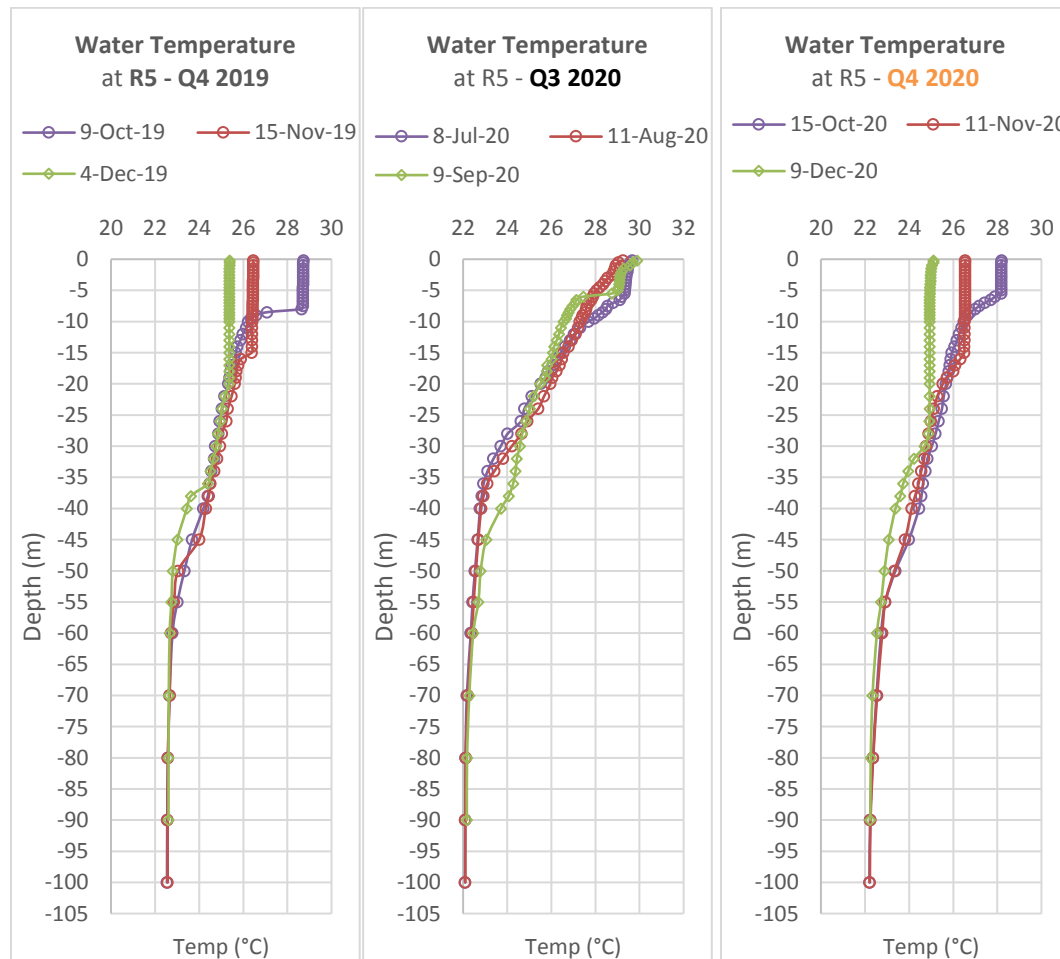 Water Temperature
at R5 - Q4 2019
9-Oct-19
15-Nov-19
4-Dec-19
20 22 24 26 28 30
0
-5
-10
-15
-20
-25
-30
-35
-40
-45
-50
-55
-60
-65
-70
-75
-80
-85
-90
-95
-100
-105
Depth (m)
Temp (°C)
Water Temperature
at R5 - Q3 2020
8-Jul-20
11-Aug-20
9-Sep-20
22 24 26 28 30 32
0
-5
-10
-15
-20
-25
-30
-35
-40
-45
-50
-55
-60
-65
-70
-75
-80
-85
-90
-95
-100
-105
Depth (m)
Temp (°C)
Water Temperature
at R5 - Q4 2020
15-Oct-20
11-Nov-20
9-Dec-20
20 22 24 26 28 30
0
-5
-10
-15
-20
-25
-30
-35
-40
-45
-50
-55
-60
-65
-70
-75
-80
-85
-90
-95
-100
-105
Depth (m)
Temp (°C)